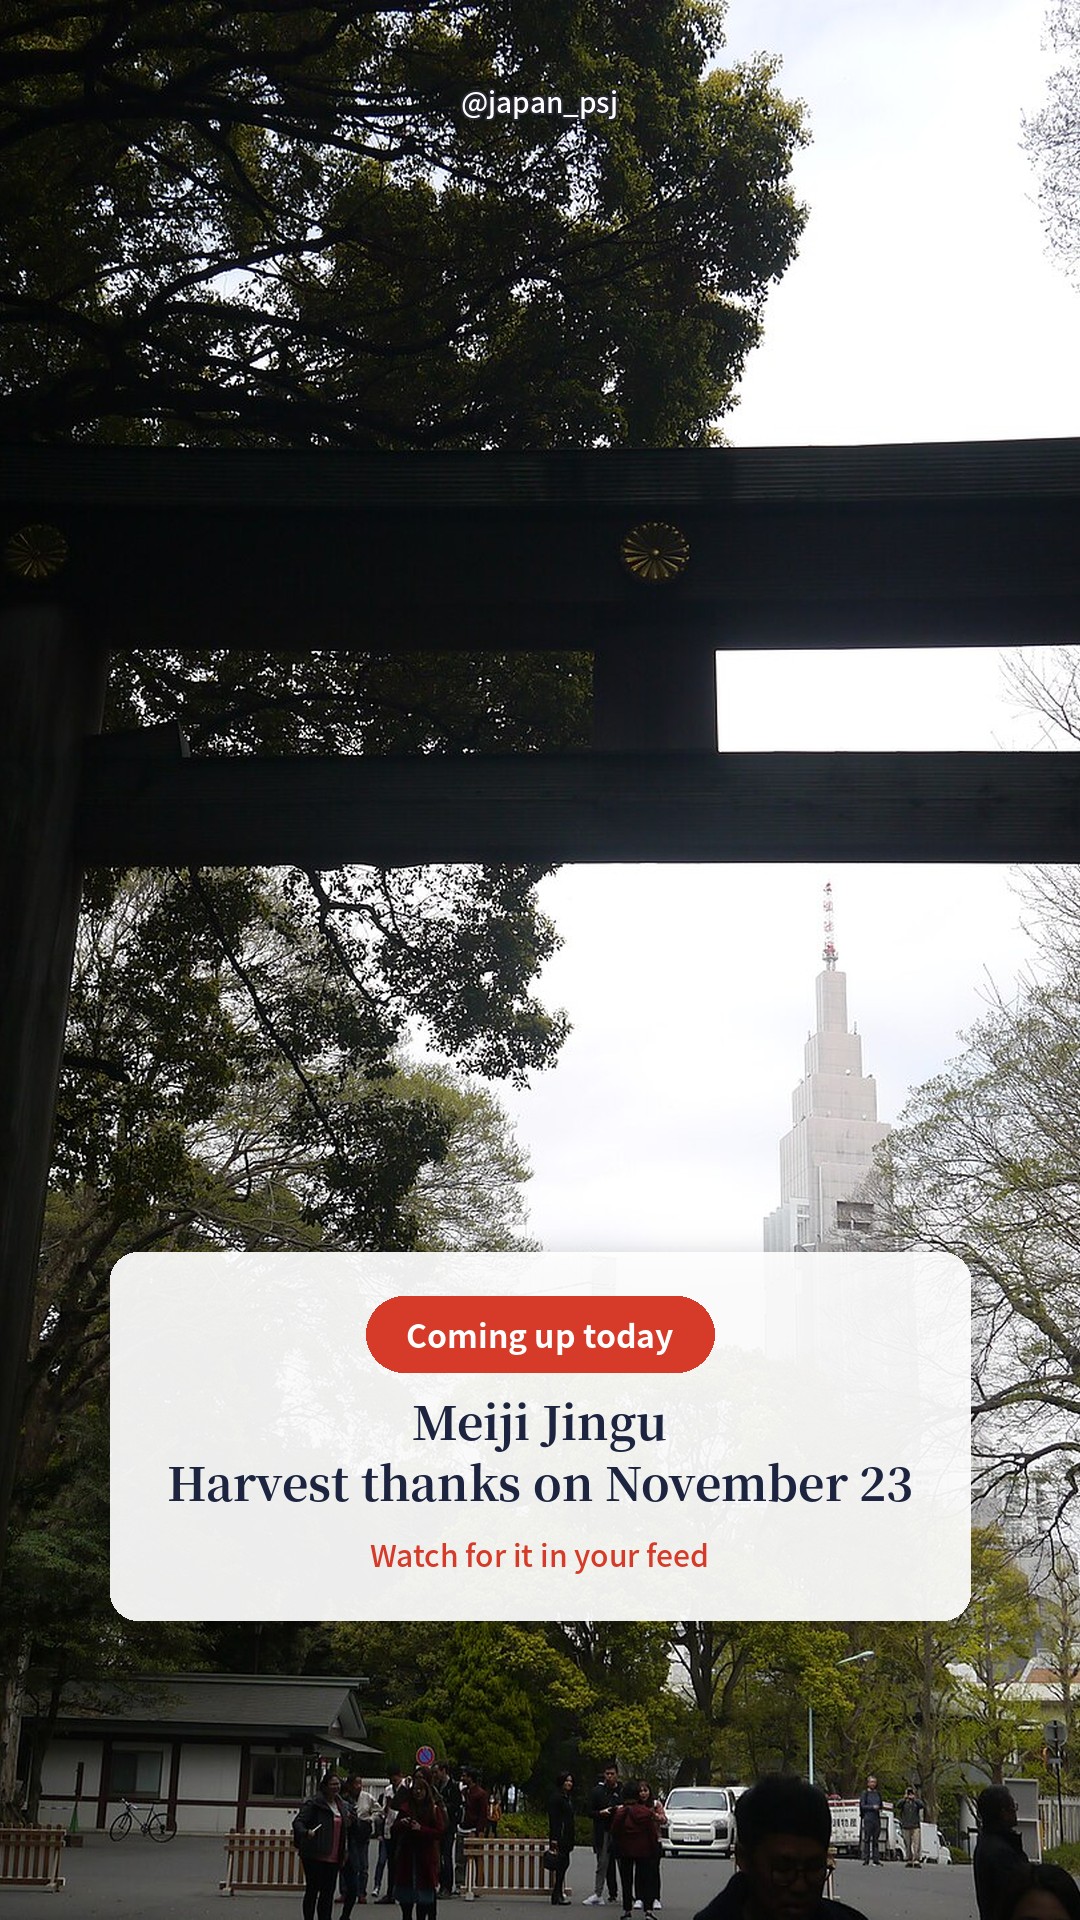 @japan_psj
Coming up today
Meiji Jingu
Harvest thanks on November 23
Watch for it in your feed